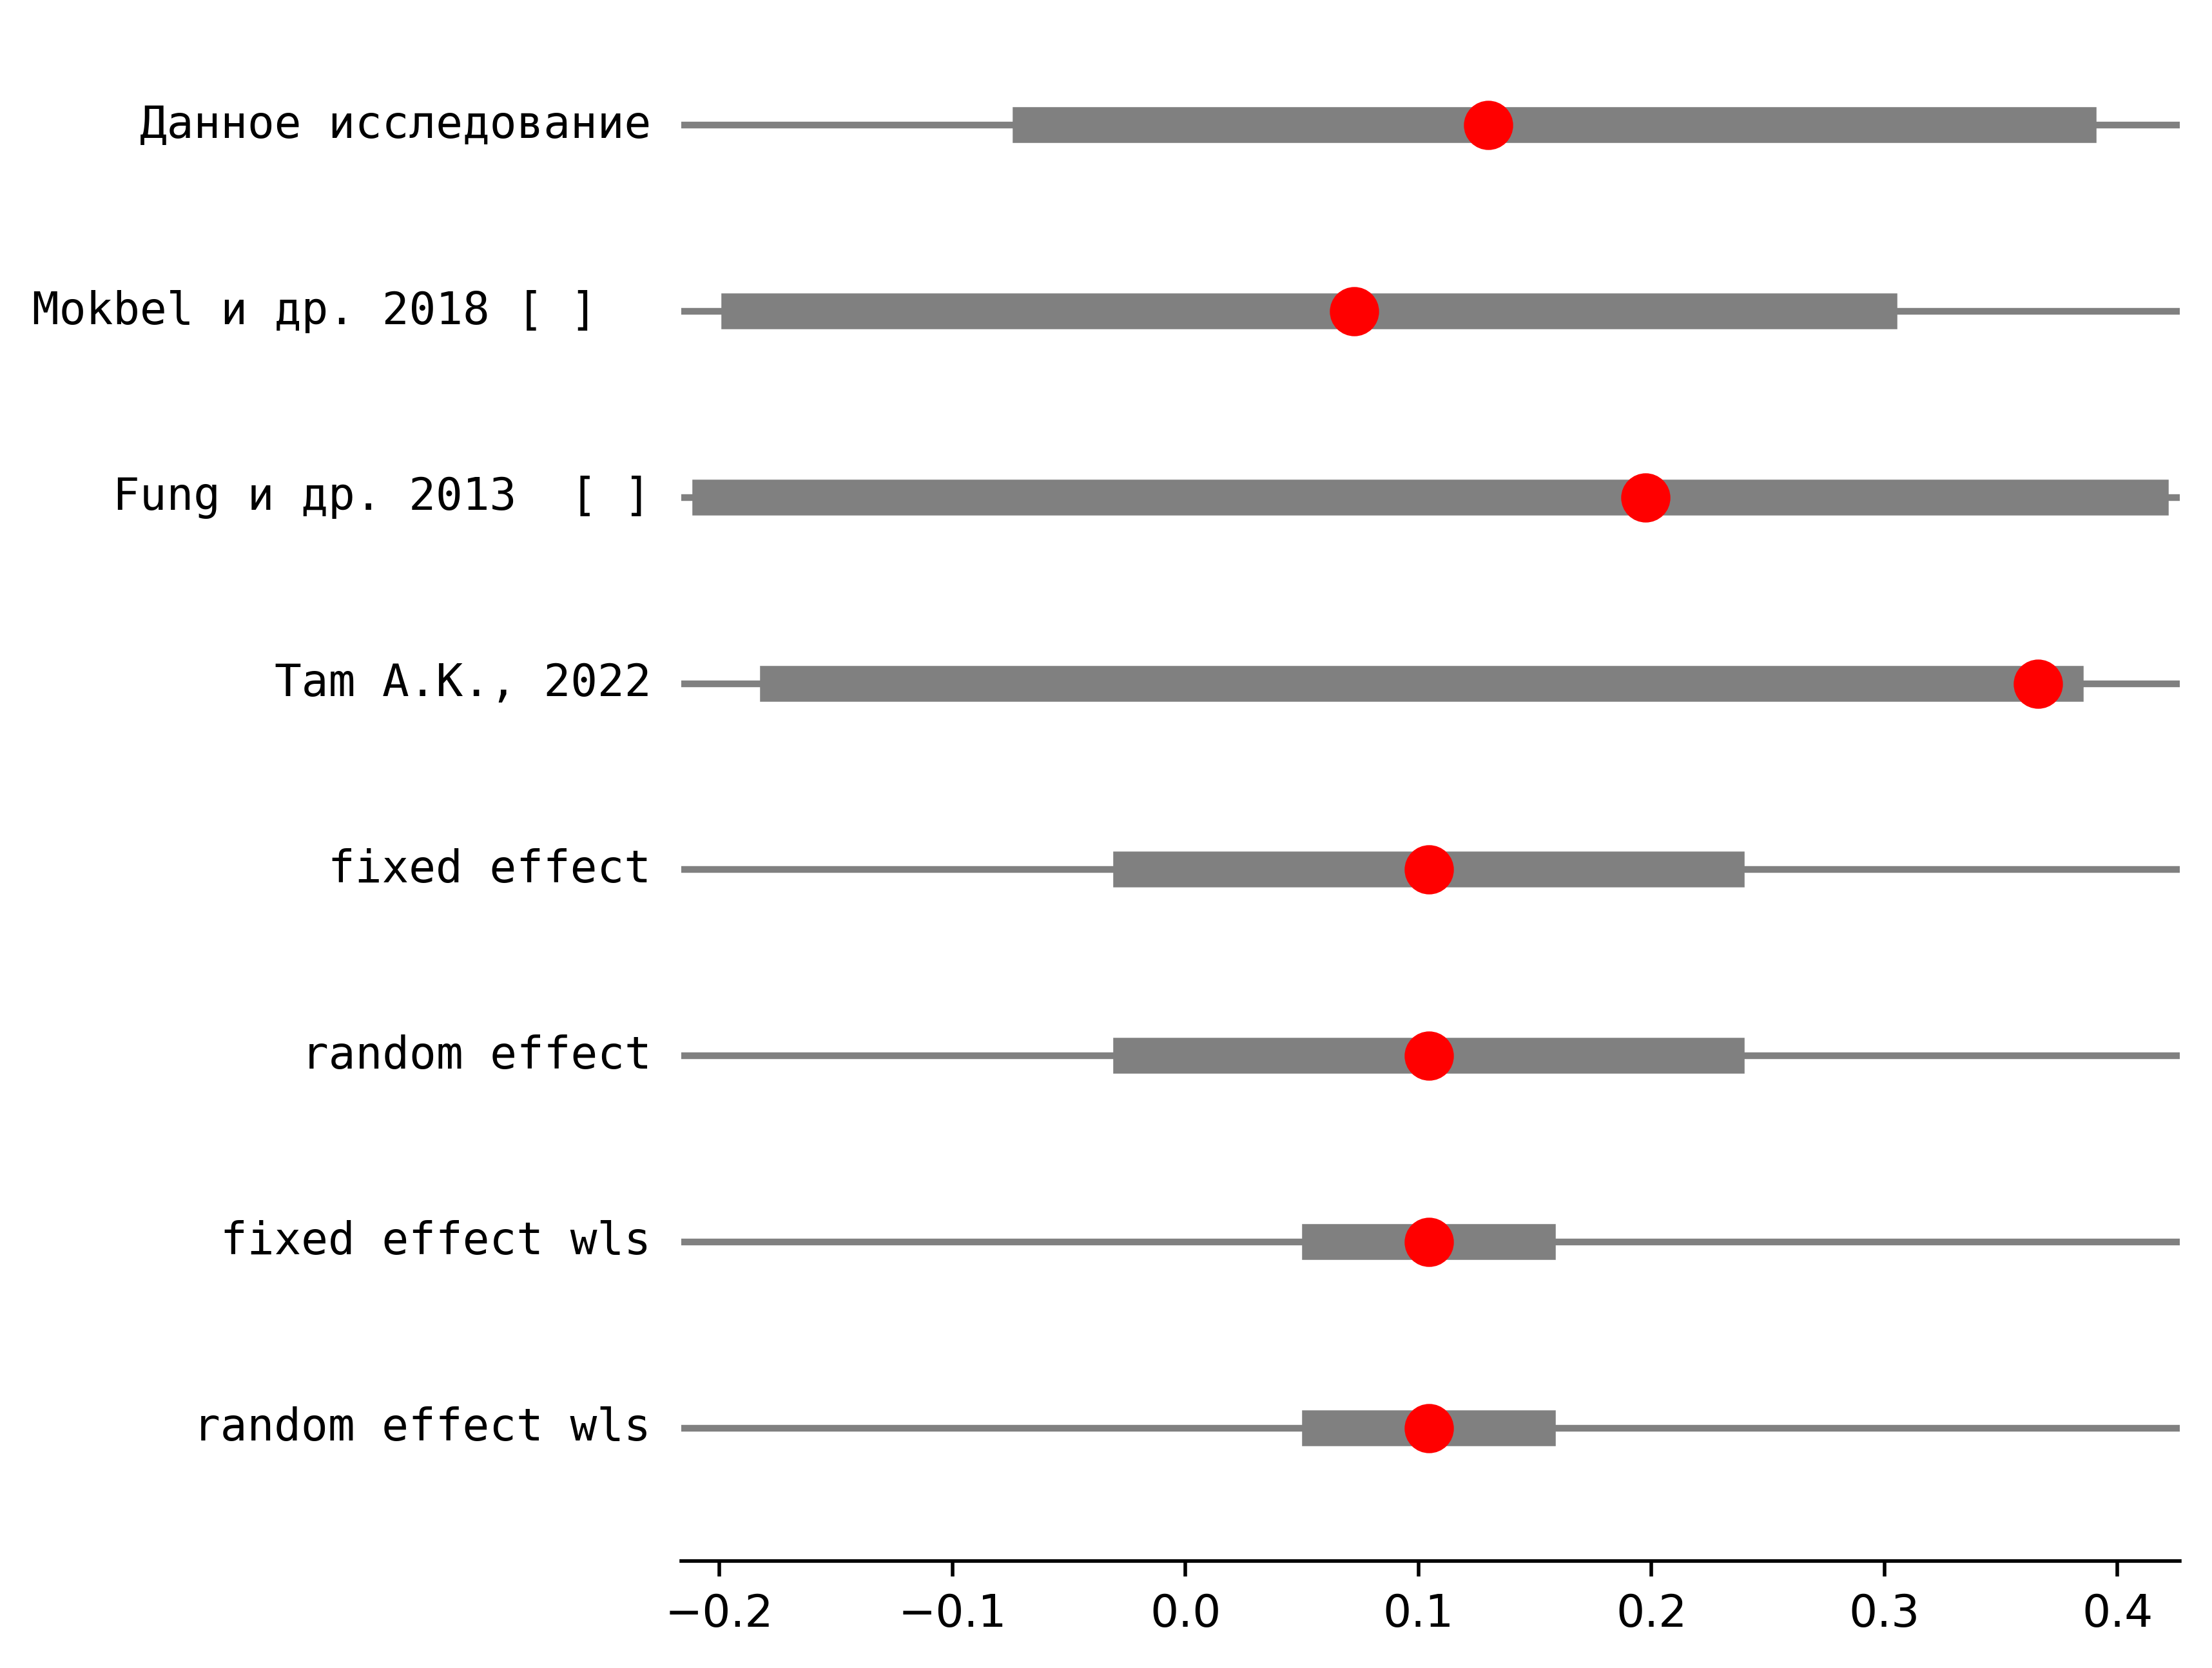 Данное исследование
Mokbel и др. 2018 [ ]
Fung и др. 2013  [ ]
Tam A.K., 2022
fixed effect
random effect
fixed effect wls
random effect wls
−0.2 −0.1 0.0 0.1 0.2 0.3 0.4